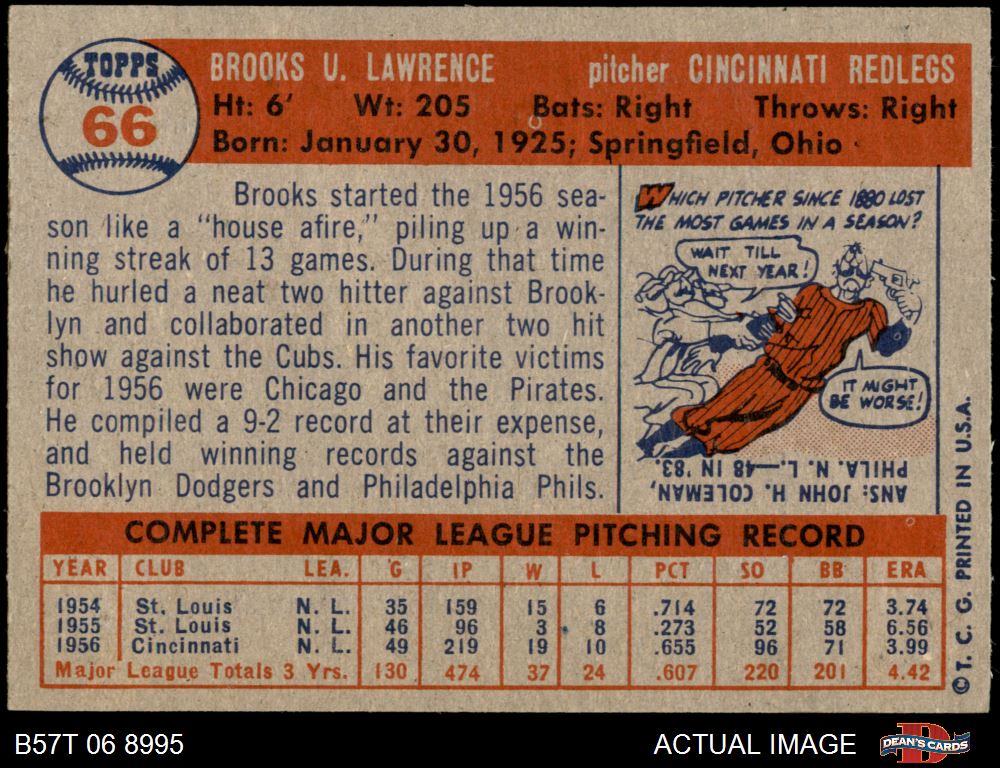 TOPPS
66
BROOKS U. LAWRENCE pitcher CINCINNATI REDLEGS
Ht: 6' Wt: 205 Bats: Right Throws: Right
Born: January 30, 1925; Springfield, Ohio
Brooks started the 1956 sea-
son like a "house afire," piling up a win-
ning streak of 13 games. During that time
he hurled a neat two hitter against Brook-
lyn and collaborated in another two hit
show against the Cubs. His favorite victims
for 1956 were Chicago and the Pirates.
He compiled a 9-2 record at their expense,
and held winning records against the
Brooklyn Dodgers and Philadelphia Phils.
WHICH PITCHER SINCE 1880 LOST
THE MOST GAMES IN A SEASON?
WAIT TILL
NEXT YEAR!
IT MIGHT
BE WORSE!
ANS: JOHN H. COLEMAN,
PHILA. N. L.—48 IN '83.
COMPLETE MAJOR LEAGUE PITCHING RECORD
YEAR CLUB LEA. G IP W L PCT SO BB ERA
1954 St. Louis N. L. 35 159 15 6 .714 72 72 3.74
1955 St. Louis N. L. 46 96 3 8 .273 52 58 6.56
1956 Cincinnati N. L. 49 219 19 10 .655 96 71 3.99
Major League Totals 3 Yrs. 130 474 37 24 .607 220 201 4.42
©T. C. G. PRINTED IN U.S.A.
B57T 06 8995 ACTUAL IMAGE
DEAN'S CARDS